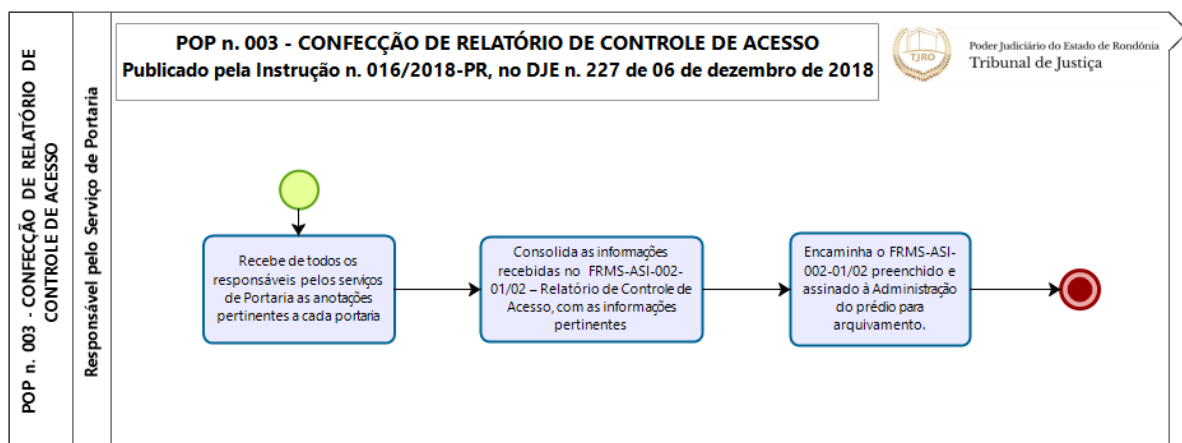 POP n. 003 - CONFECÇÃO DE RELATÓRIO DE
CONTROLE DE ACESSO
Responsável pelo Serviço de Portaria
POP n. 003 - CONFECÇÃO DE RELATÓRIO DE CONTROLE DE ACESSO
Publicado pela Instrução n. 016/2018-PR, no DJE n. 227 de 06 de dezembro de 2018
TJRO
Poder Judiciário do Estado de Rondônia
Tribunal de Justiça
Recebe de todos os
responsáveis pelos serviços
de Portaria as anotações
pertinentes a cada portaria
Consolida as informações
recebidas no FRMS-ASI-002-
01/02 – Relatório de Controle de
Acesso, com as informações
pertinentes
Encaminha o FRMS-ASI-
002-01/02 preenchido e
assinado à Administração
do prédio para
arquivamento.